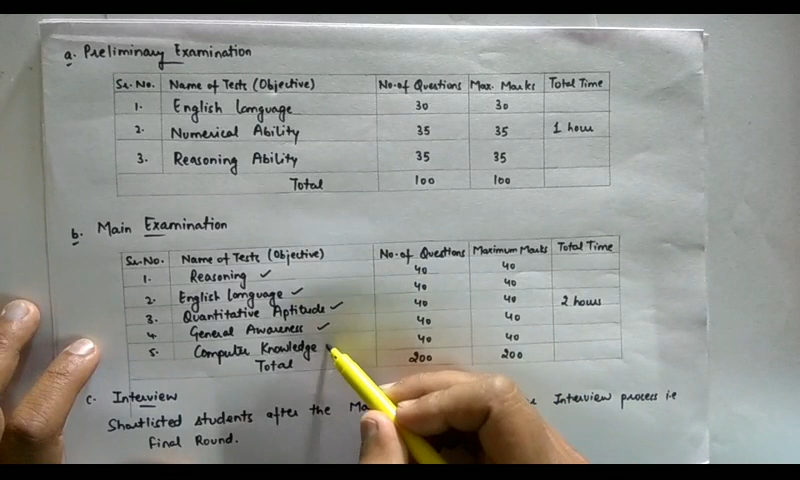 a. Preliminary Examination
Sr. No. Name of Tests (Objective) No. of Questions Max. Marks Total Time
1. English Language 30 30
2. Numerical Ability 35 35 1 hour
3. Reasoning Ability 35 35
Total 100 100
b. Main Examination
Sr. No. Name of Tests (Objective) No. of Questions Maximum Marks Total Time
1. Reasoning ✓ 40 40
2. English Language ✓ 40 40
3. Quantitative Aptitude ✓ 40 40 2 hours
4. General Awareness ✓ 40 40
5. Computer Knowledge 40 40
Total 200 200
c. Interview
Shortlisted students after the Interview process i.e
Final Round.